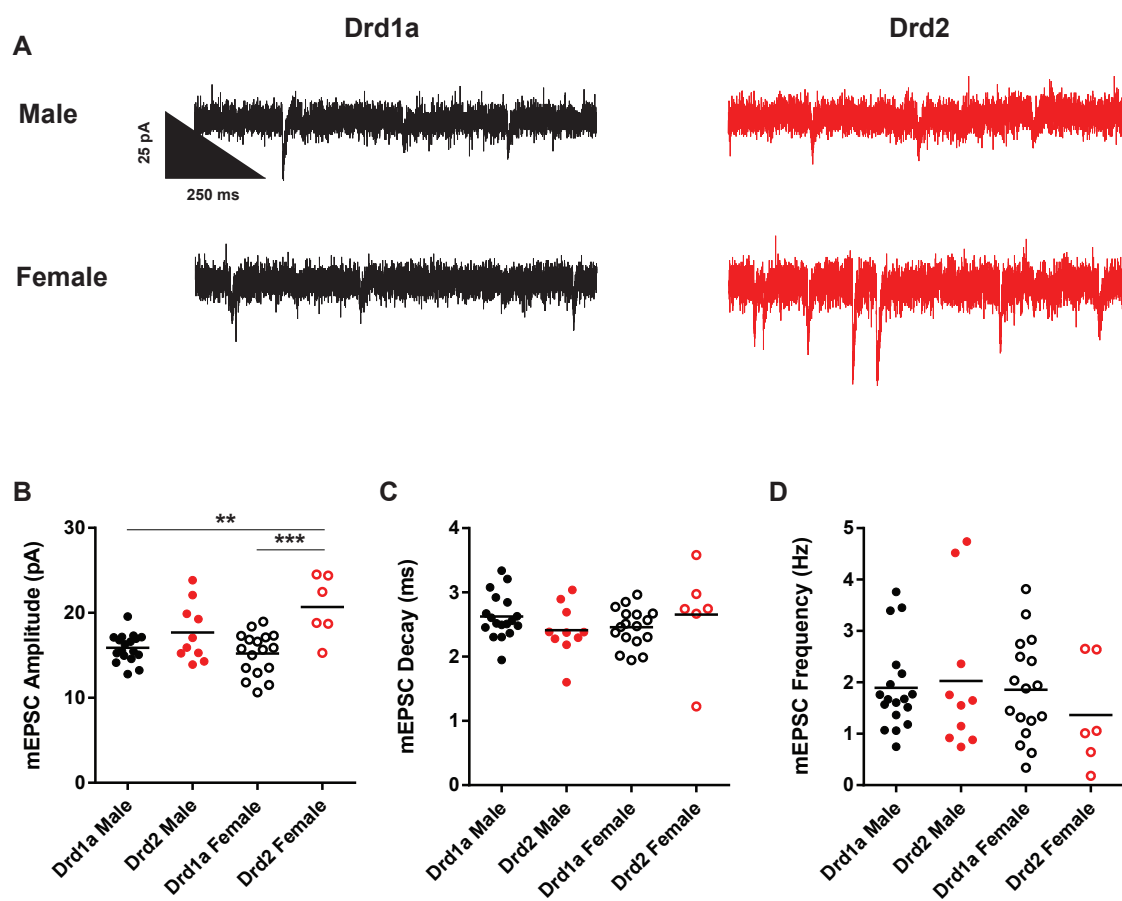 A
Drd1a
Drd2
Male
25 pA
250 ms
Female
B
**
***
30
20
10
0
mEPSC Amplitude (pA)
Drd1a Male
Drd2 Male
Drd1a Female
Drd2 Female
C
4
3
2
1
0
mEPSC Decay (ms)
Drd1a Male
Drd2 Male
Drd1a Female
Drd2 Female
D
5
4
3
2
1
0
mEPSC Frequency (Hz)
Drd1a Male
Drd2 Male
Drd1a Female
Drd2 Female